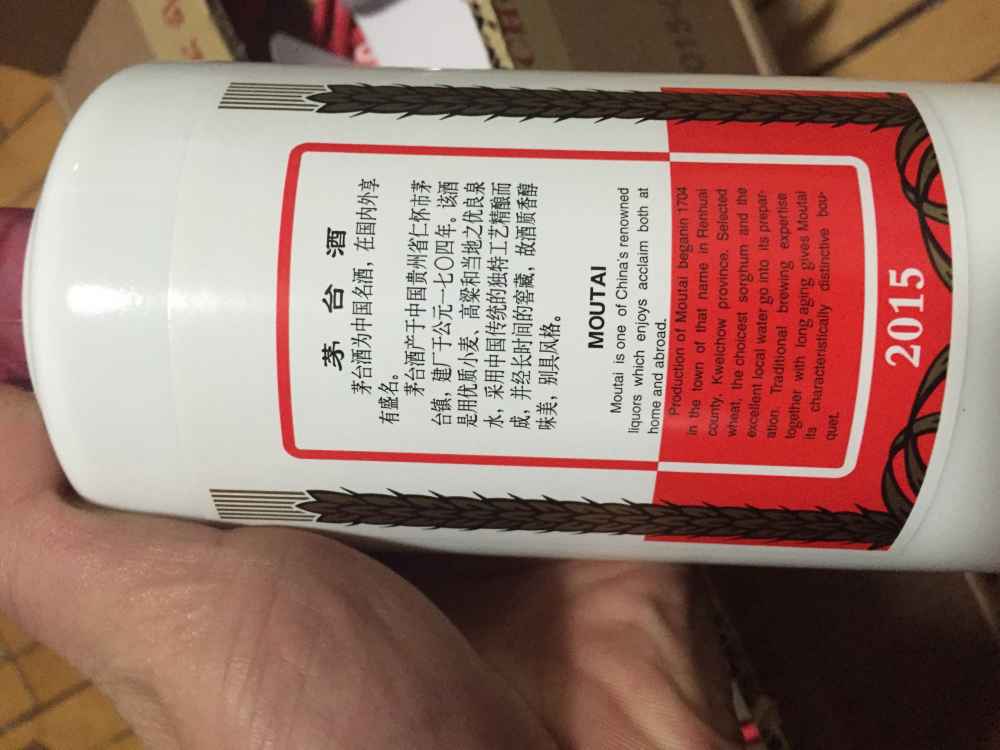 茅台酒
茅台酒为中国名酒，在国内外享
有盛名。
茅台酒产于中国贵州省仁怀市茅
台镇，建厂于公元一七〇四年。该酒
是用优质小麦、高粱和当地之优良泉
水，采用中国传统的独特工艺精酿而
成，并经长时间的窖藏，故酒质香醇
味美，别具风格。
MOUTAI
Moutai is one of China's renowned
liquors which enjoys acclaim both at
home and abroad.
Production of Moutai beganin 1704
in the town of that name in Renhuai
county, Kweichow province. Selected
wheat, the choicest sorghum and the
excellent local water go into its prepar-
ation. Traditional brewing expertise
together with long aging gives Moutai
its characteristically distinctive bou-
quet.
2015